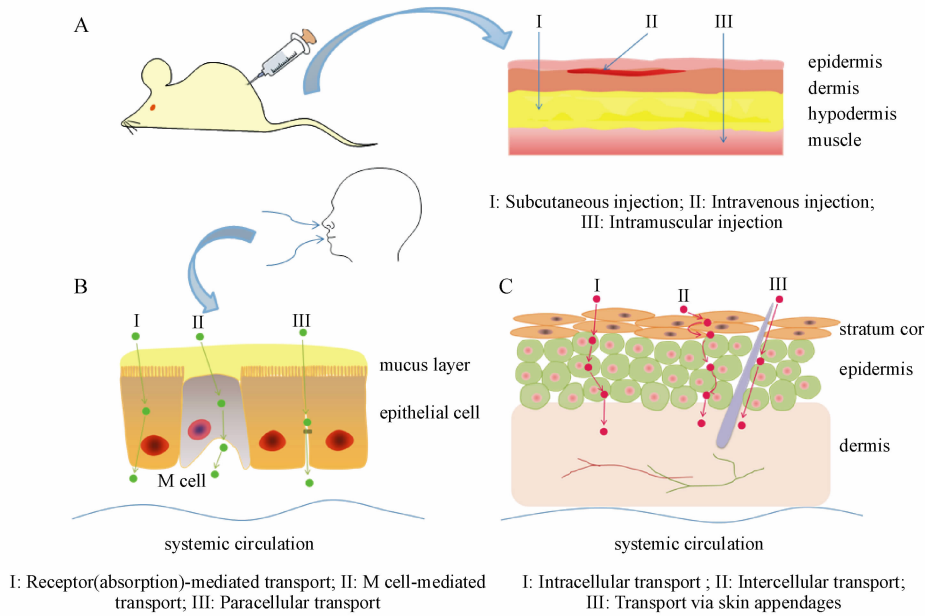 A
I II III
epidermis
dermis
hypodermis
muscle
I: Subcutaneous injection; II: Intravenous injection;
III: Intramuscular injection
B
I II III
mucus layer
epithelial cell
M cell
systemic circulation
I: Receptor(absorption)-mediated transport; II: M cell-mediated
transport; III: Paracellular transport
C
I II III
stratum cor
epidermis
dermis
systemic circulation
I: Intracellular transport ; II: Intercellular transport;
III: Transport via skin appendages